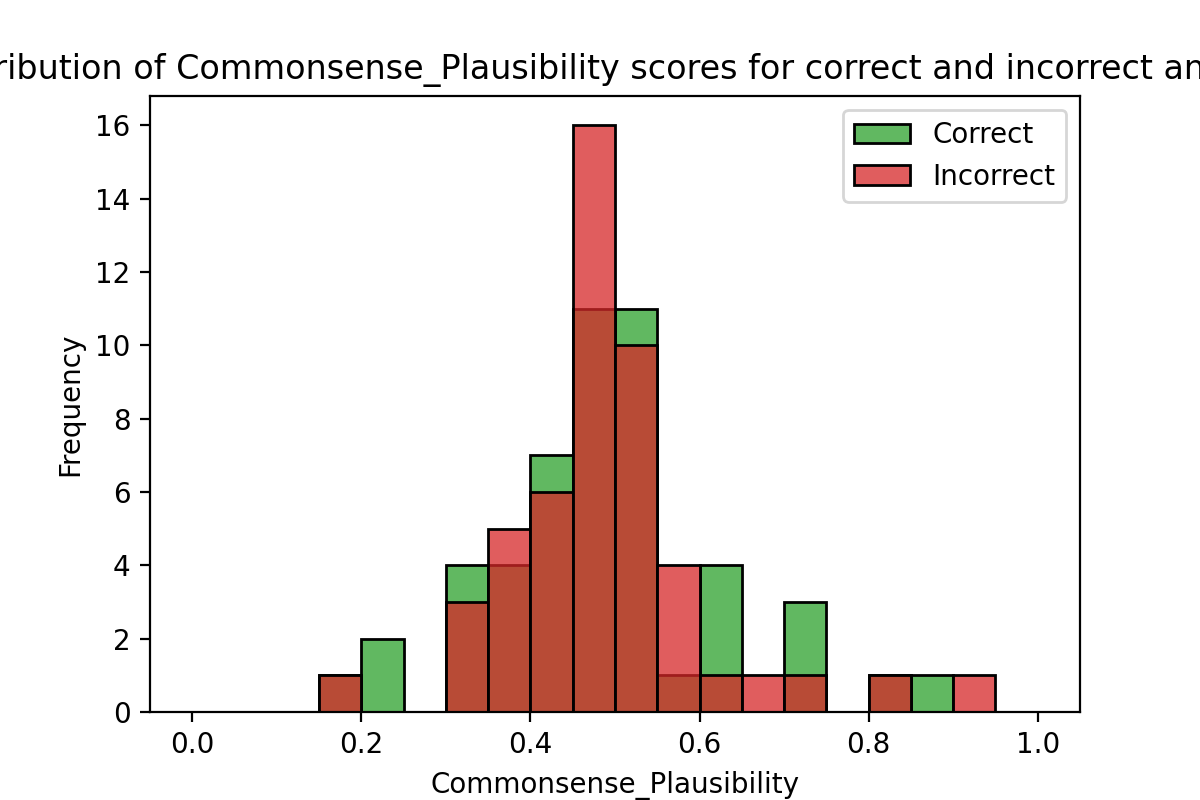 ribution of Commonsense_Plausibility scores for correct and incorrect an
Correct
Incorrect
Frequency
16
14
12
10
8
6
4
2
0
0.0 0.2 0.4 0.6 0.8 1.0
Commonsense_Plausibility